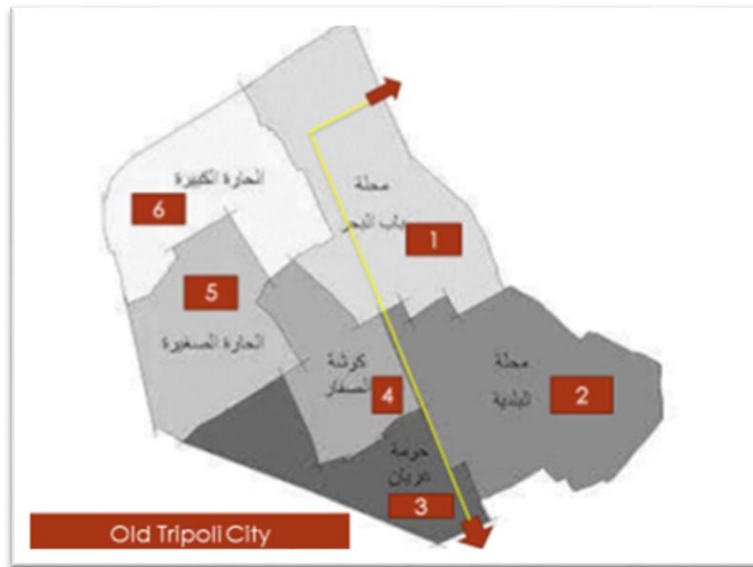 الحارة الكبيرة
6
محلة
باب البحر
1
5
الحارة الصغيرة
كوشة
الصفار
4
محلة
البلدية
2
حومة
غريان
3
Old Tripoli City